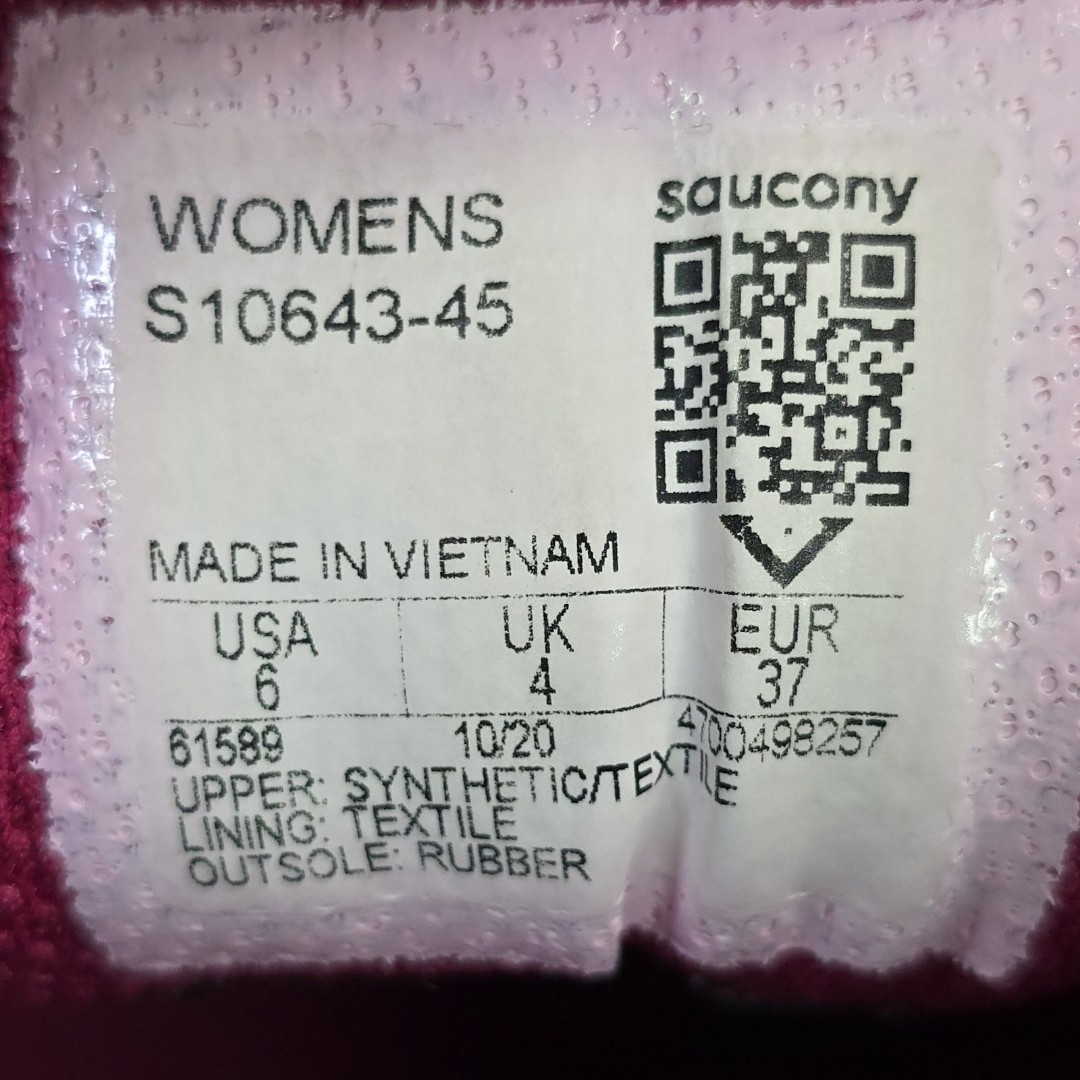 WOMENS
saucony
S10643-45
MADE IN VIETNAM
USA UK EUR
6 4 37
61589 10/20 4700498257
UPPER: SYNTHETIC/TEXTILE
LINING: TEXTILE
OUTSOLE: RUBBER